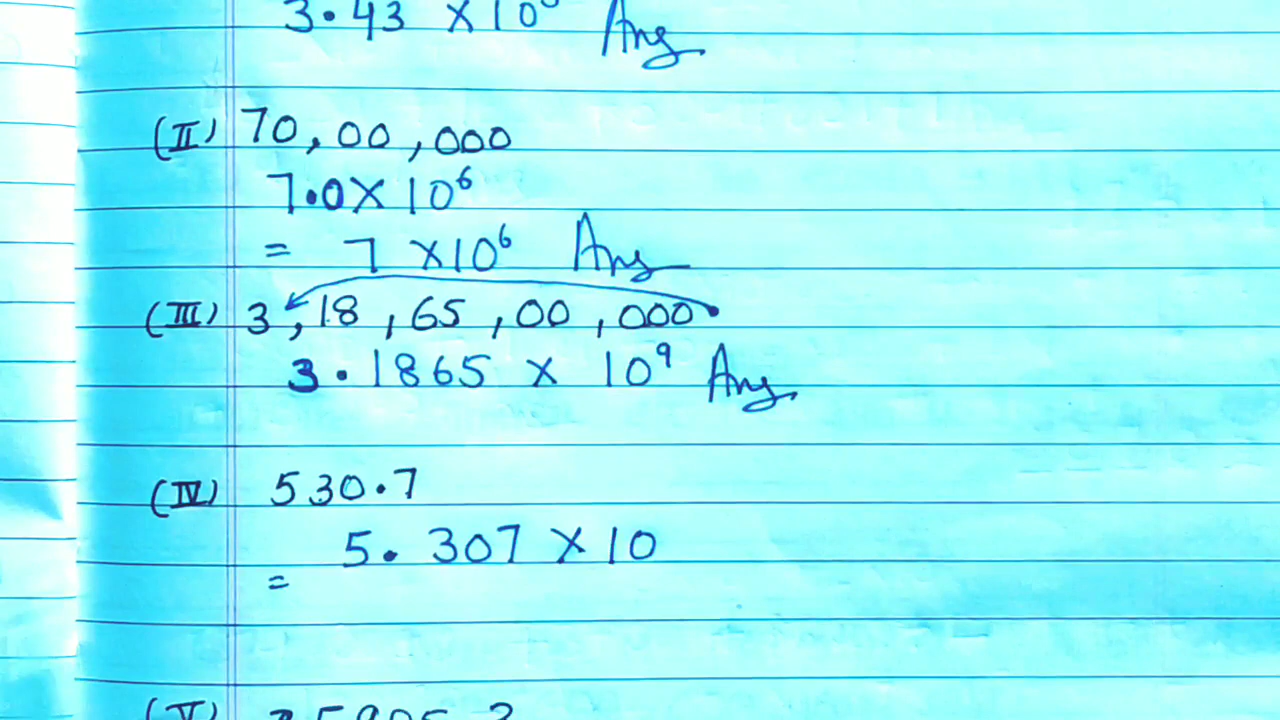 3.43 × 10
Ans
(II) 70,00,000
7.0 × 10⁶
= 7 × 10⁶ Ans
(III) 3,18,65,00,000.
3.1865 × 10⁹ Ans
(IV) 530.7
= 5.307 × 10
(V)